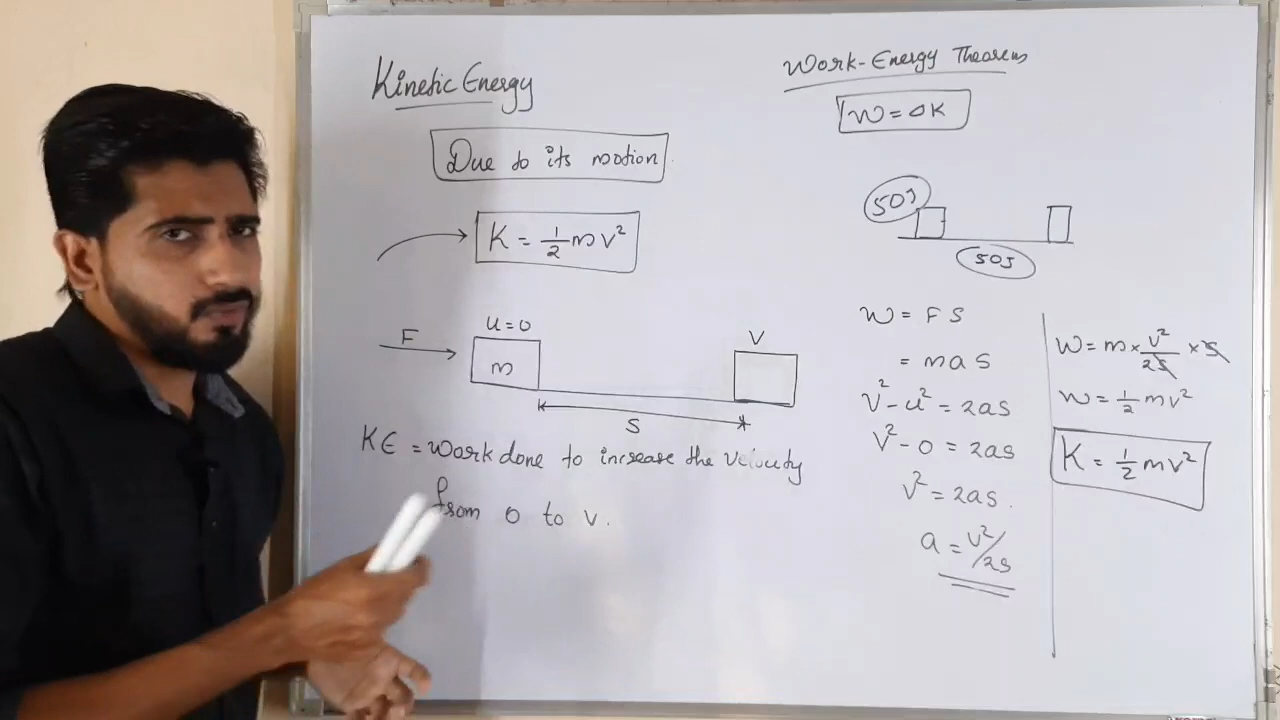 Kinetic Energy
Due to its motion
K = 1/2 mv²
F
u=0
m
V
S
KE = Work done to increase the velocity
from 0 to v.
Work-Energy Theorem
W = ΔK
50J
50J
W = F S
= mas
V² - u² = 2as
V² - 0 = 2as
V² = 2as.
a = v²/2s
W = m × v²/2s × s
W = 1/2 mv²
K = 1/2 mv²